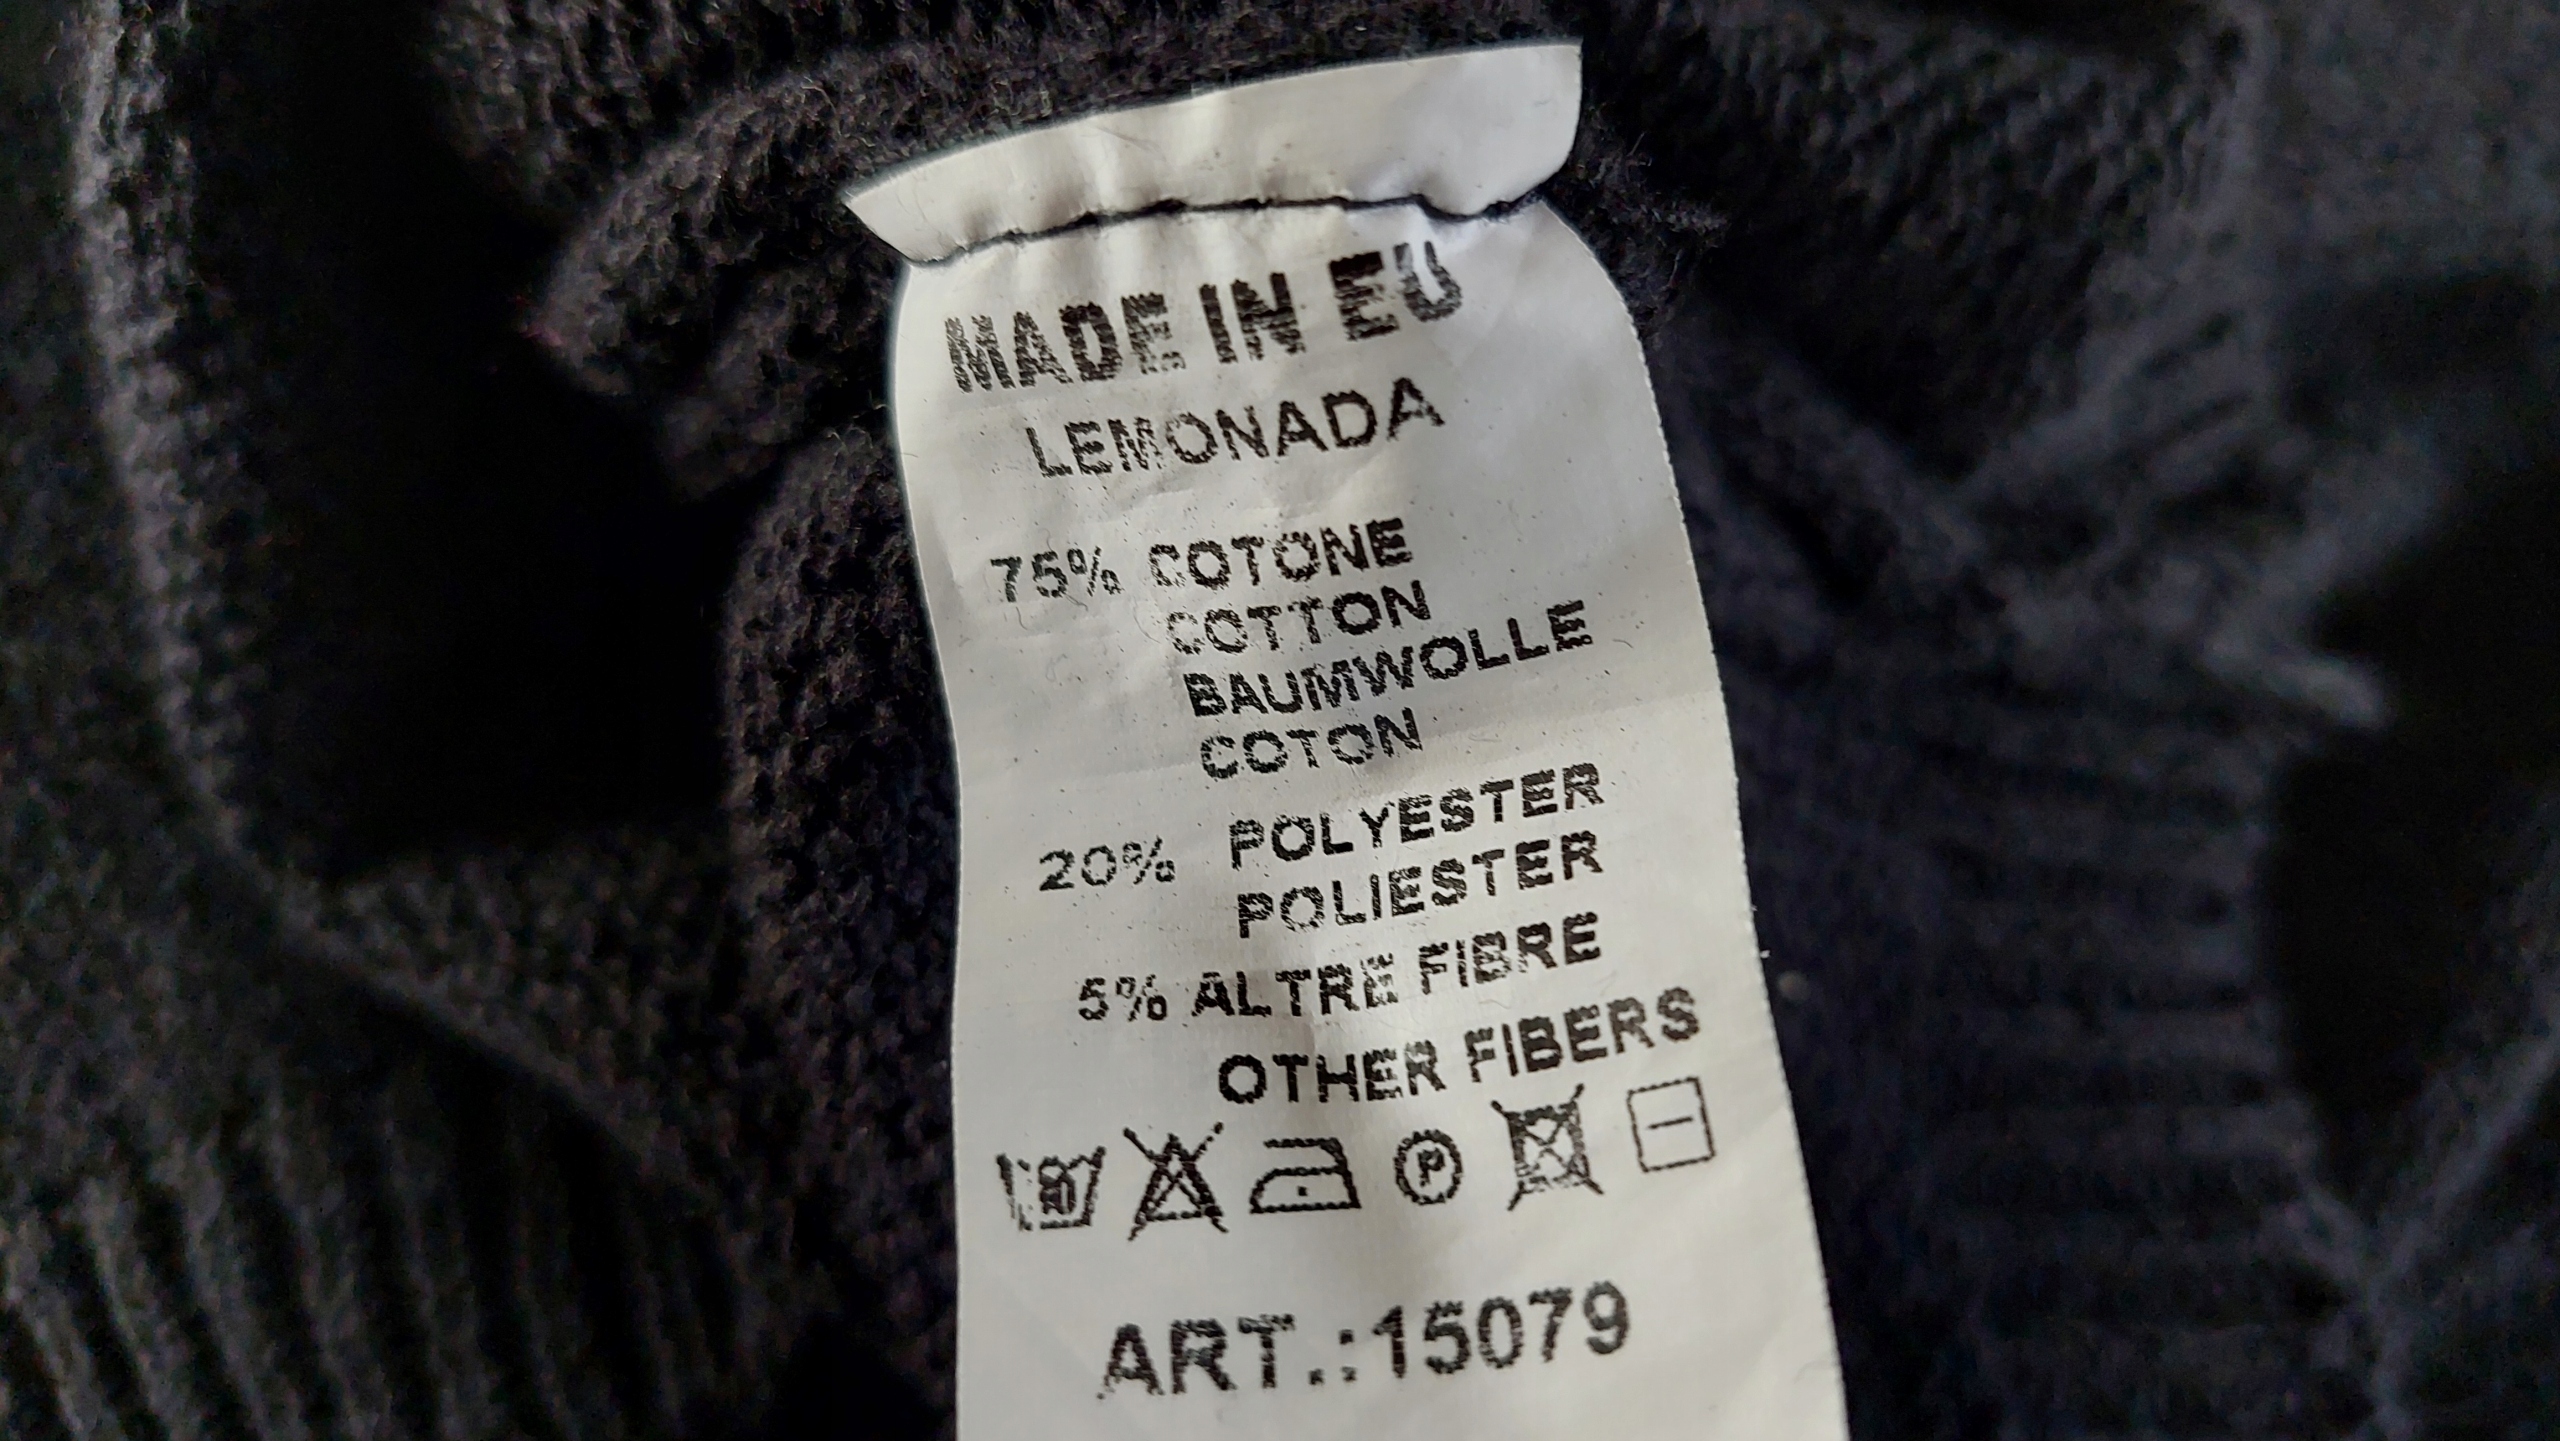 MADE IN EU
LEMONADA
75% COTONE
COTTON
BAUMWOLLE
COTON
20% POLYESTER
POLIESTER
5% ALTRE FIBRE
OTHER FIBERS
P
ART.:15079